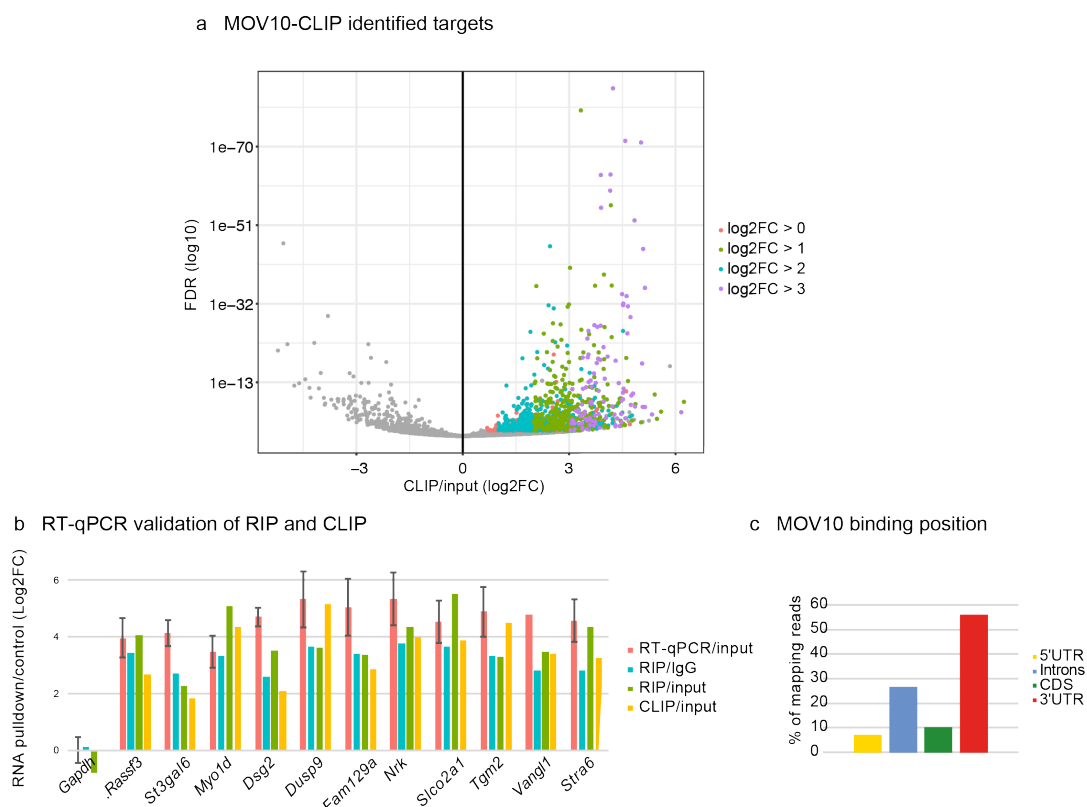 a MOV10-CLIP identified targets
FDR (log10)
1e−70
1e−51
1e−32
1e−13
−3 0 3 6
CLIP/input (log2FC)
log2FC > 0
log2FC > 1
log2FC > 2
log2FC > 3
b RT-qPCR validation of RIP and CLIP
RNA pulldown/control (Log2FC)
6
4
2
0
Gapdh .Rassf3 St3gal6 Myo1d Dsg2 Dusp9 Fam129a Nrk Slco2a1 Tgm2 Vangl1 Stra6
RT-qPCR/input
RIP/IgG
RIP/input
CLIP/input
c MOV10 binding position
% of mapping reads
60
50
40
30
20
10
0
5'UTR
Introns
CDS
3'UTR